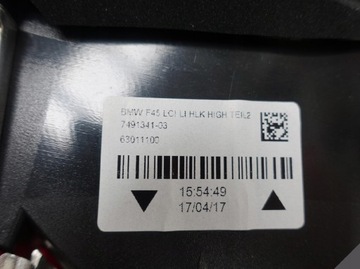 BMW F45 LCI LI HLK HIGH TEIL2
7491341-03
63011100
15:54:49
17/04/17